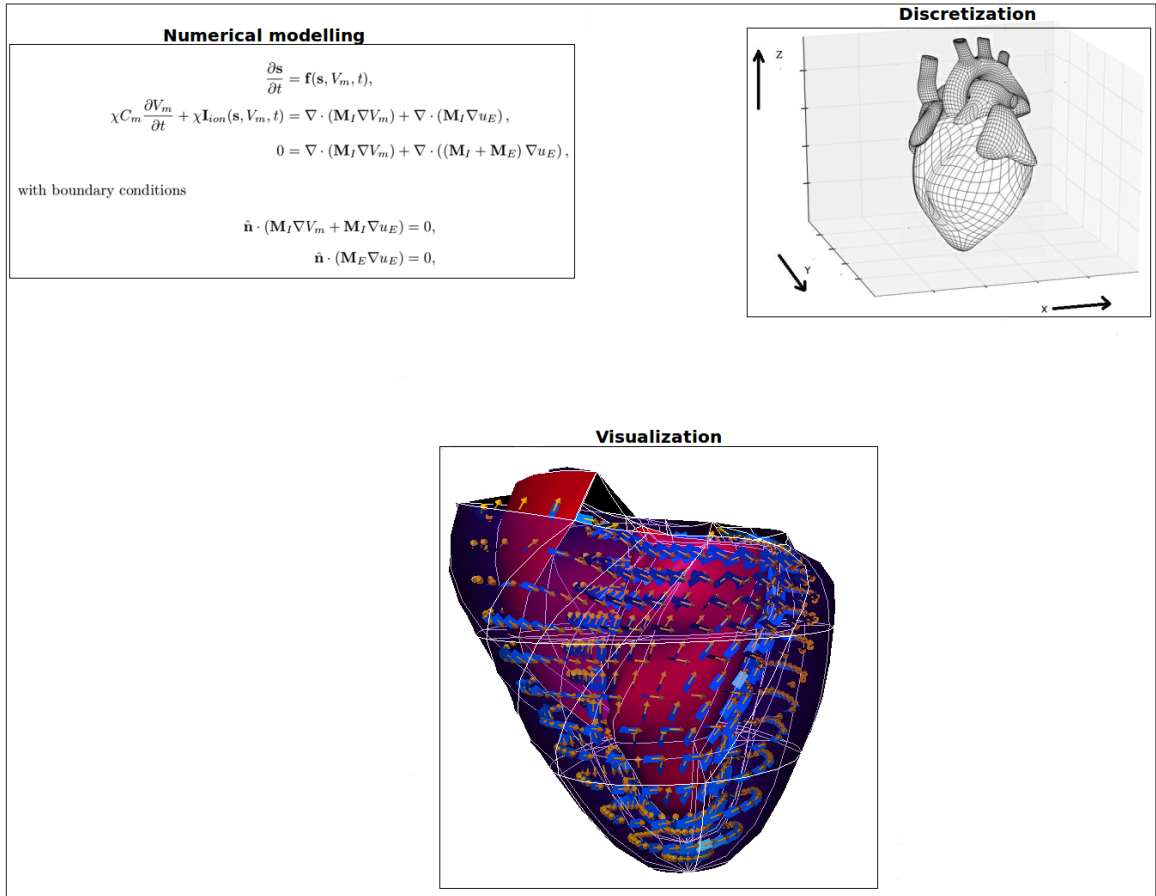 Numerical modelling
∂s/∂t = f(s, V_m, t),
χC_m ∂V_m/∂t + χI_ion(s, V_m, t) = ∇ · (M_I∇V_m) + ∇ · (M_I∇u_E) ,
0 = ∇ · (M_I∇V_m) + ∇ · ((M_I + M_E) ∇u_E) ,
with boundary conditions
n̂ · (M_I∇V_m + M_I∇u_E) = 0,
n̂ · (M_E∇u_E) = 0,
Discretization
Z
Y
X
Visualization